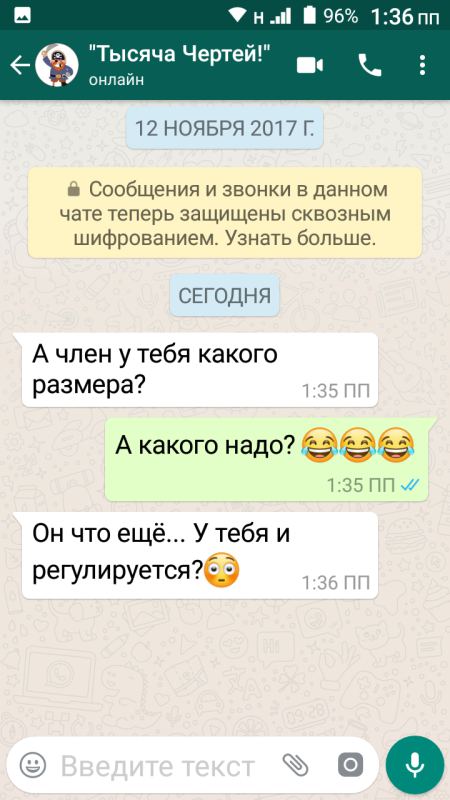 Н 96% 1:36 пп
"Тысяча Чертей!"
онлайн
12 НОЯБРЯ 2017 Г.
Сообщения и звонки в данном
чате теперь защищены сквозным
шифрованием. Узнать больше.
СЕГОДНЯ
А член у тебя какого
размера?
1:35 ПП
А какого надо? 😂😂😂
1:35 ПП
Он что ещё... У тебя и
регулируется?😳
1:36 ПП
Введите текст